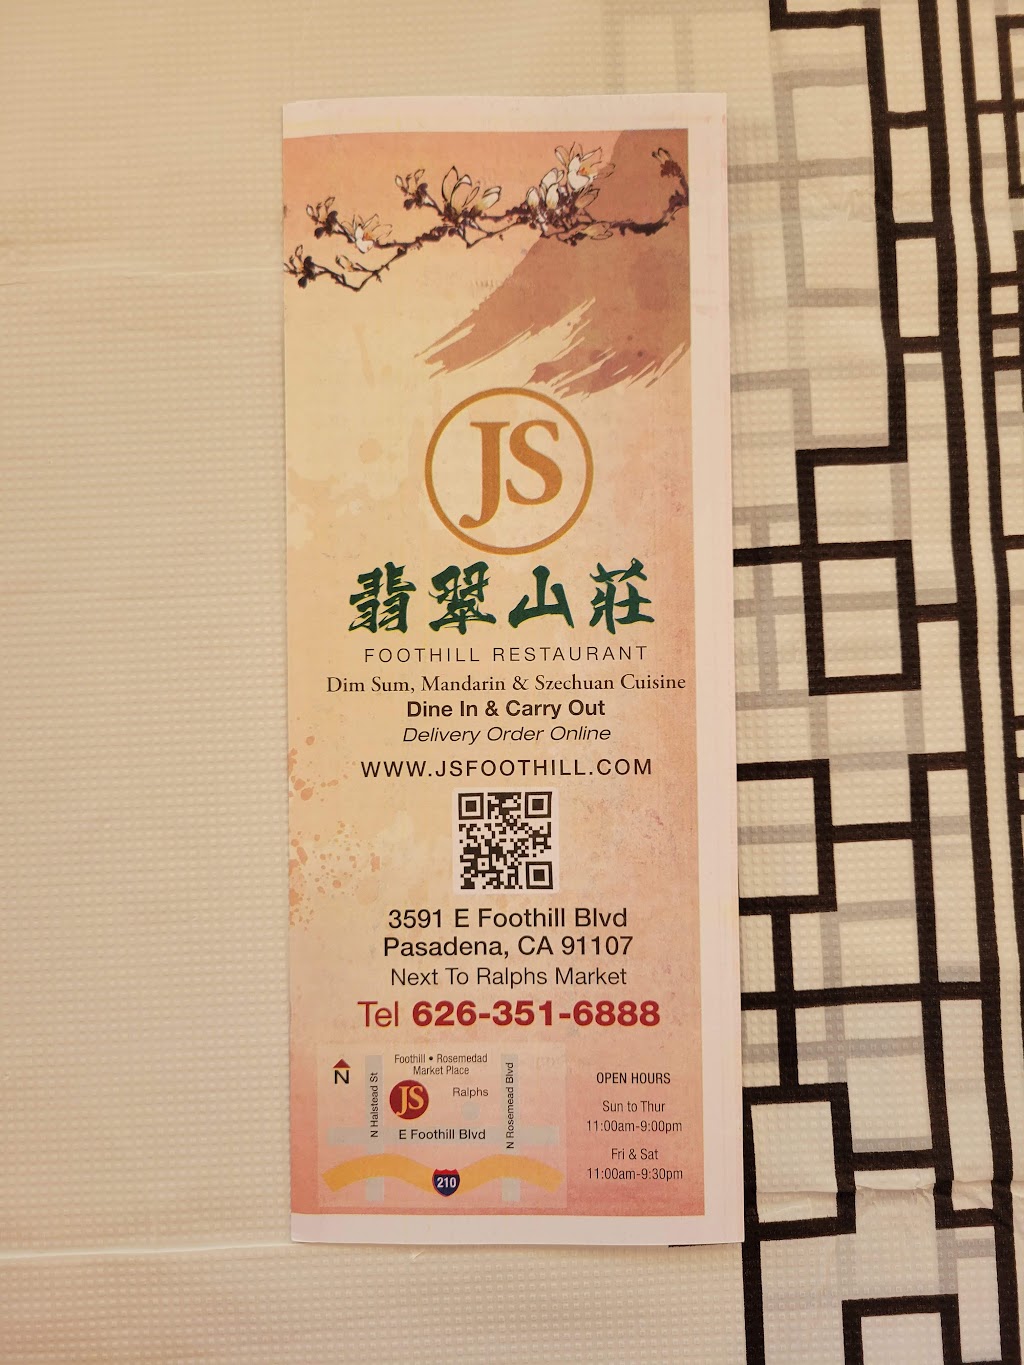 JS
翡翠山莊
FOOTHILL RESTAURANT
Dim Sum, Mandarin & Szechuan Cuisine
Dine In & Carry Out
Delivery Order Online
WWW.JSFOOTHILL.COM
3591 E Foothill Blvd
Pasadena, CA 91107
Next To Ralphs Market
Tel 626-351-6888
N
N Halstead St
Foothill • Rosemedad
Market Place
JS
Ralphs
E Foothill Blvd
N Rosemead Blvd
210
OPEN HOURS
Sun to Thur
11:00am-9:00pm
Fri & Sat
11:00am-9:30pm